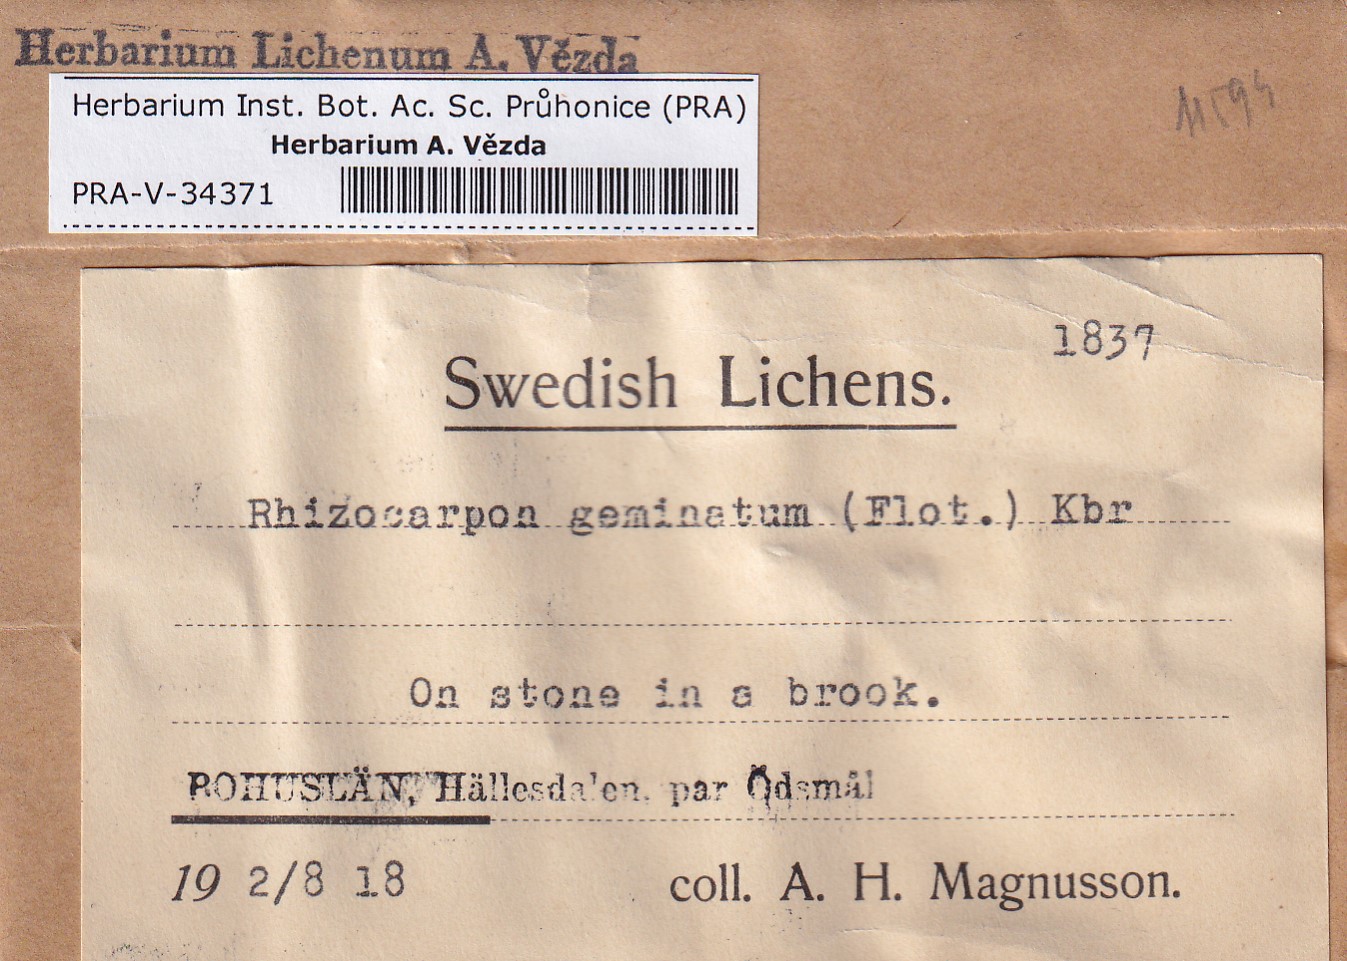 Herbarium Lichenum A. Vězda
Herbarium Inst. Bot. Ac. Sc. Průhonice (PRA)
Herbarium A. Vězda
PRA-V-34371
1837
Swedish Lichens.
Rhizocarpon geminatum (Flot.) Kbr
On stone in a brook.
BOHUSLÄN, Hällesdalen, par Ödsmål
19 2/8 18 coll. A. H. Magnusson.